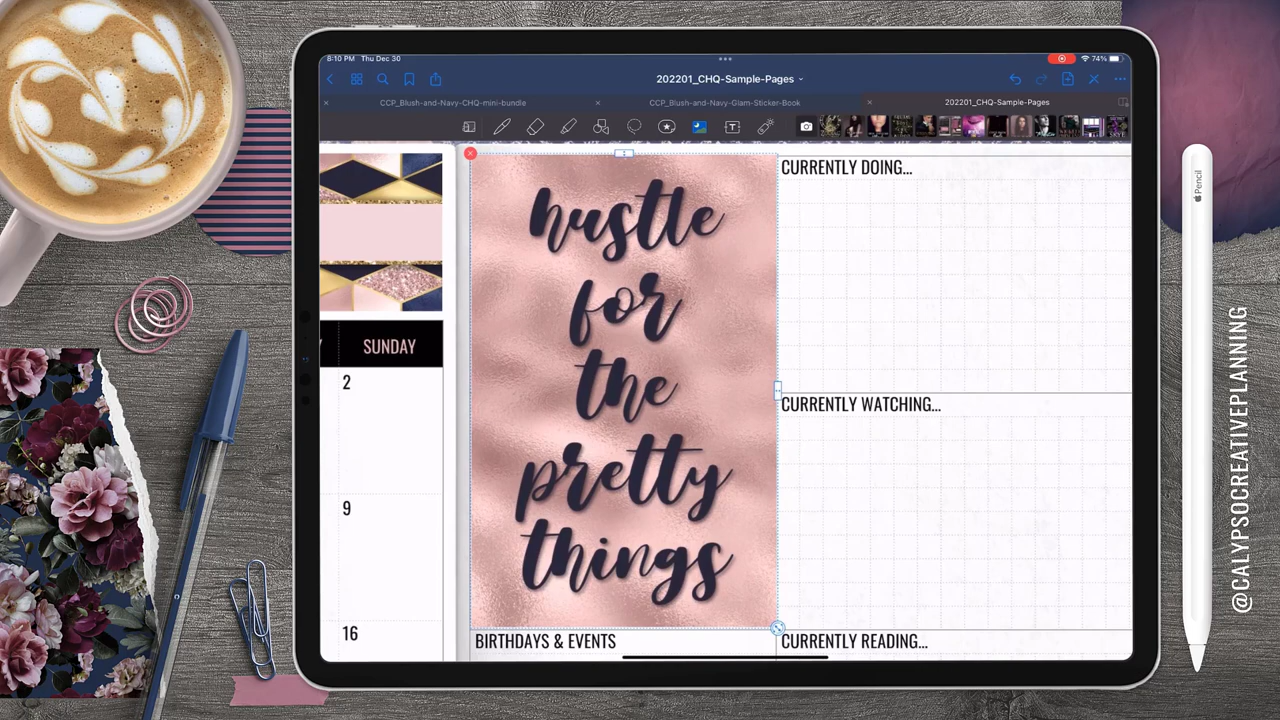 8:10 PM Thu Dec 30
74%
202201_CHQ-Sample-Pages
CCP_Blush-and-Navy-CHQ-mini-bundle
CCP_Blush-and-Navy-Glam-Sticker-Book
202201_CHQ-Sample-Pages
SUNDAY
2
9
16
hustle
for
the
pretty
things
BIRTHDAYS & EVENTS
CURRENTLY DOING...
CURRENTLY WATCHING...
CURRENTLY READING...
Pencil
@CALYPSOCREATIVEPLANNING